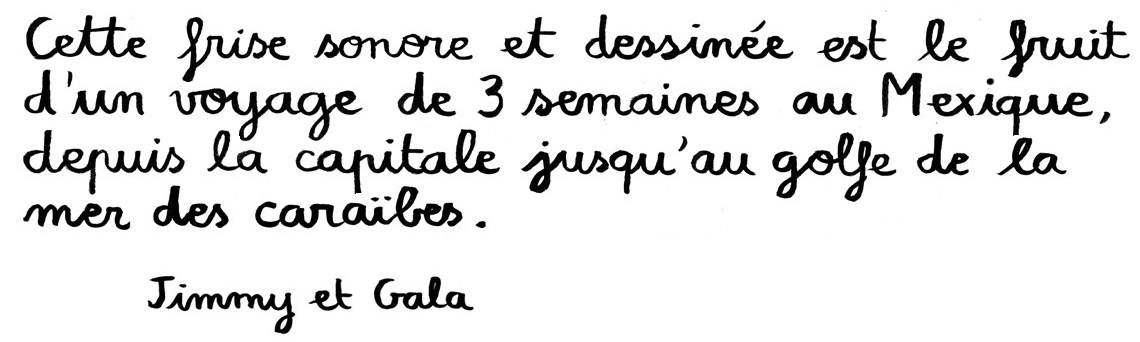 Cette frise sonore et dessinée est le fruit
d'un voyage de 3 semaines au Mexique,
depuis la capitale jusqu'au golfe de la
mer des caraïbes.
Jimmy et Gala